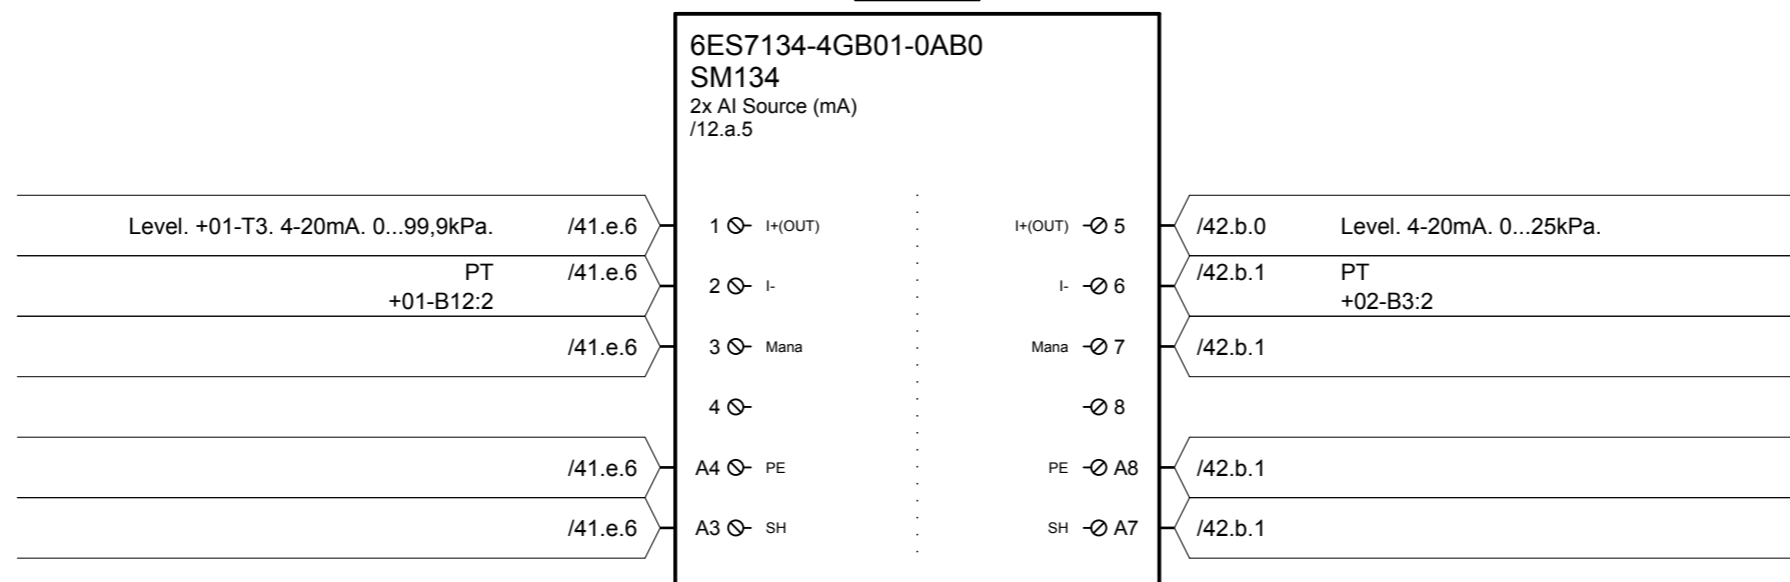 6ES7134-4GB01-0AB0
SM134
2x AI Source (mA)
/12.a.5
Level. +01-T3. 4-20mA. 0...99,9kPa. /41.e.6 1 I+(OUT) I+(OUT) 5 /42.b.0 Level. 4-20mA. 0...25kPa.
PT /41.e.6 2 I- I- 6 /42.b.1 PT
+01-B12:2 +02-B3:2
/41.e.6 3 Mana Mana 7 /42.b.1
4 8
/41.e.6 A4 PE PE A8 /42.b.1
/41.e.6 A3 SH SH A7 /42.b.1